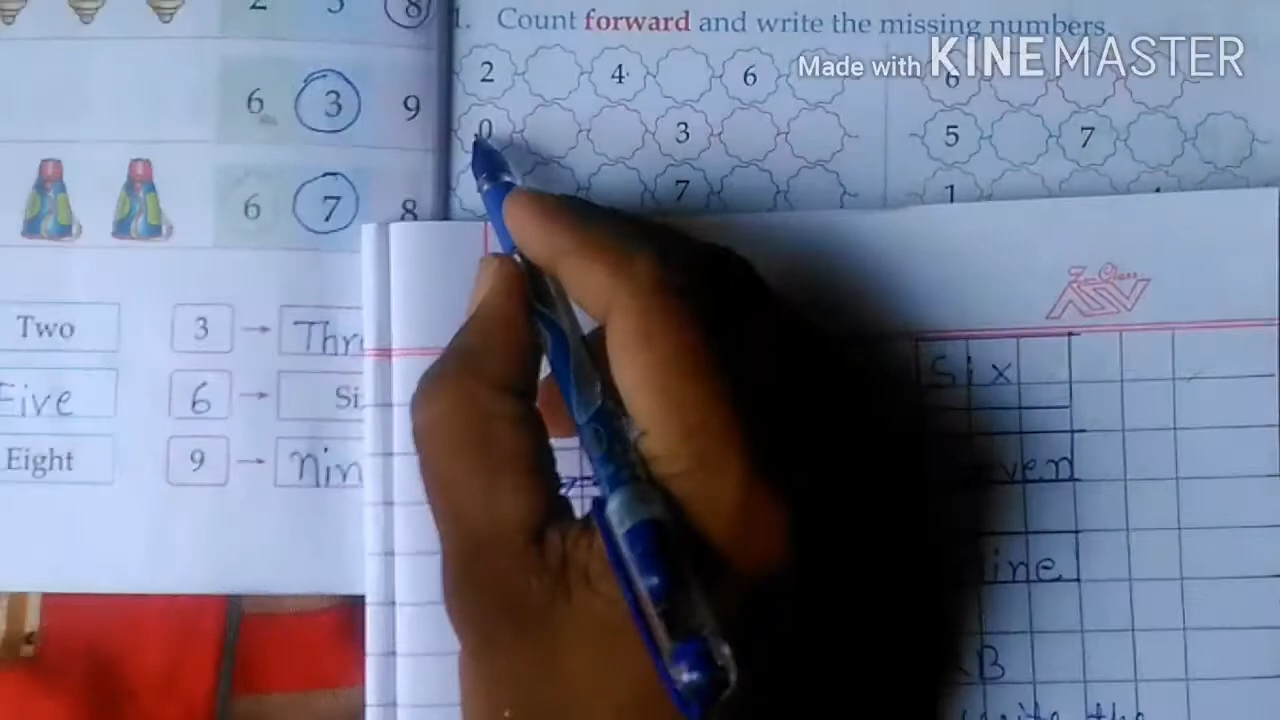 2 3 8
6 3 9
6 7 8
Two 3 → Thr
Five 6 → Si
Eight 9 → nin
1. Count forward and write the missing numbers.
2 4 6
0 3
7
6
5 7
1
Made with KINEMASTER
Six
ven
ine
B